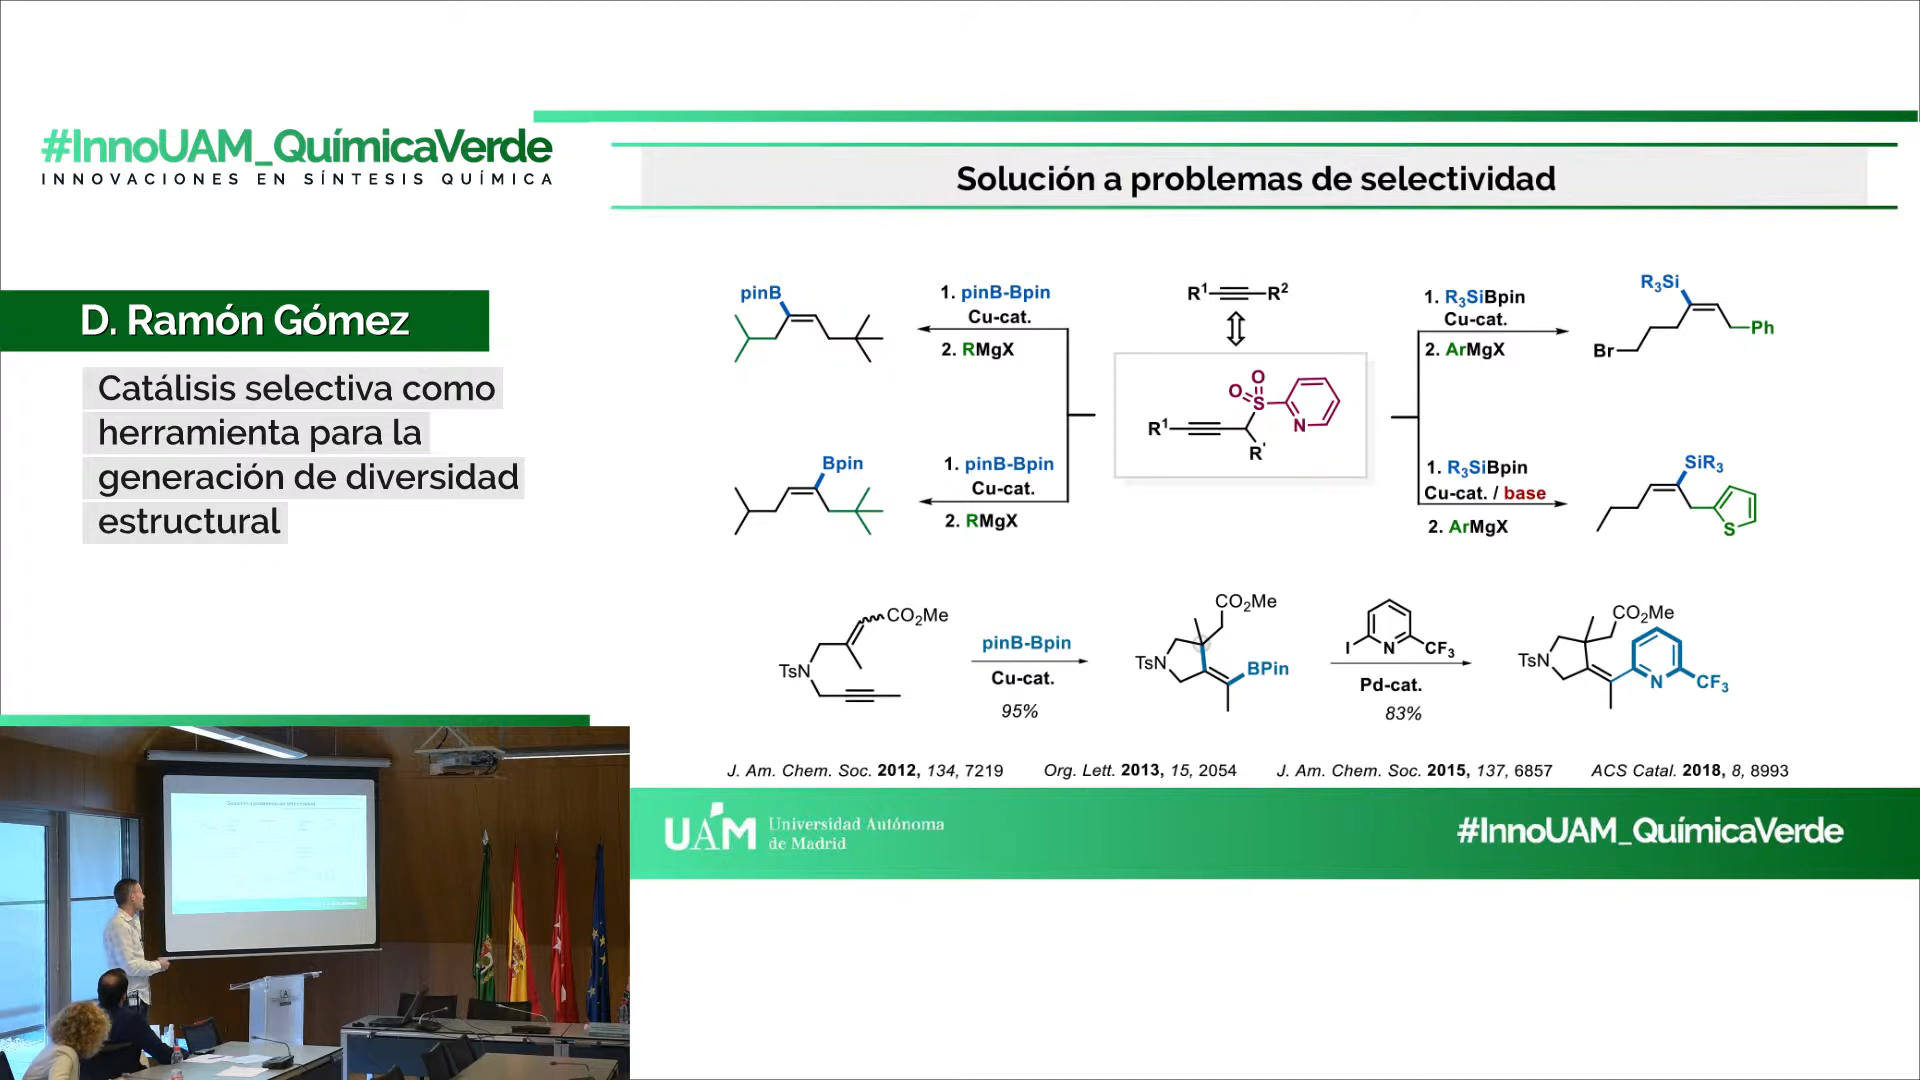 #InnoUAM_QuímicaVerde
INNOVACIONES EN SÍNTESIS QUÍMICA
Solución a problemas de selectividad
D. Ramón Gómez
Catálisis selectiva como
herramienta para la
generación de diversidad
estructural
pinB
1. pinB-Bpin
Cu-cat.
2. RMgX
R¹ R²
1. R₃SiBpin
Cu-cat.
2. ArMgX
R₃Si
Ph
Br
O
O
S
N
R¹
R'
Bpin
1. pinB-Bpin
Cu-cat.
2. RMgX
1. R₃SiBpin
Cu-cat. / base
2. ArMgX
SiR₃
S
CO₂Me
TsN
pinB-Bpin
Cu-cat.
95%
CO₂Me
TsN
BPin
I
N
CF₃
Pd-cat.
83%
CO₂Me
TsN
N
CF₃
J. Am. Chem. Soc. 2012, 134, 7219 Org. Lett. 2013, 15, 2054 J. Am. Chem. Soc. 2015, 137, 6857 ACS Catal. 2018, 8, 8993
Solución a problemas de selectividad
UAM Universidad Autónoma
de Madrid
#InnoUAM_QuímicaVerde